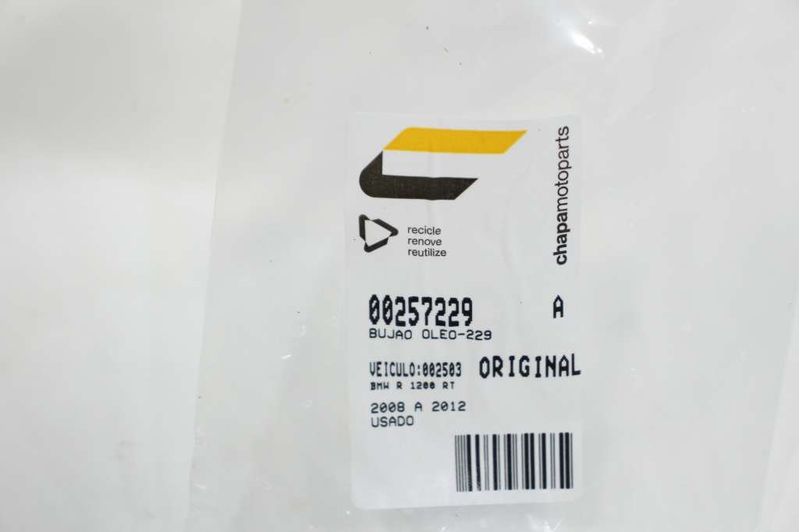 chapamotoparts
recicle
renove
reutilize
00257229 A
BUJAO OLEO-229
VEICULO:002503 ORIGINAL
BMW R 1200 RT
2008 A 2012
USADO